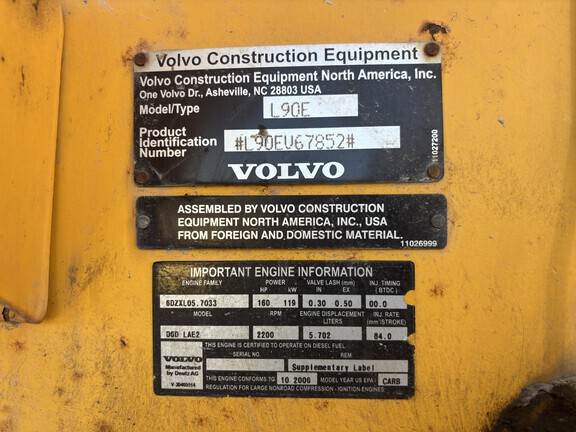 Volvo Construction Equipment
Volvo Construction Equipment North America, Inc.
One Volvo Dr., Asheville, NC 28803 USA
Model/Type L90E
Product Identification Number #L90EV67852#
VOLVO
11027200
ASSEMBLED BY VOLVO CONSTRUCTION
EQUIPMENT NORTH AMERICA, INC., USA
FROM FOREIGN AND DOMESTIC MATERIAL.
11026999
IMPORTANT ENGINE INFORMATION
ENGINE FAMILY POWER HP kW VALVE LASH (mm) IN EX INJ. TIMING (BTDC)
6DZXL05.7033 160 119 0.30 0.50 00.0
MODEL RPM ENGINE DISPLACEMENT LITERS INJ. RATE (mm³/STROKE)
D6D LAE2 2200 5.702 84.0
THIS ENGINE IS CERTIFIED TO OPERATE ON DIESEL FUEL.
SERIAL NO. REM
Supplementary Label
VOLVO
Manufactured
by Deutz AG
THIS ENGINE CONFORMS TO 10.2000 MODEL YEAR US EPA / CARB
REGULATION FOR LARGE NONROAD COMPRESSION - IGNITION ENGINES.